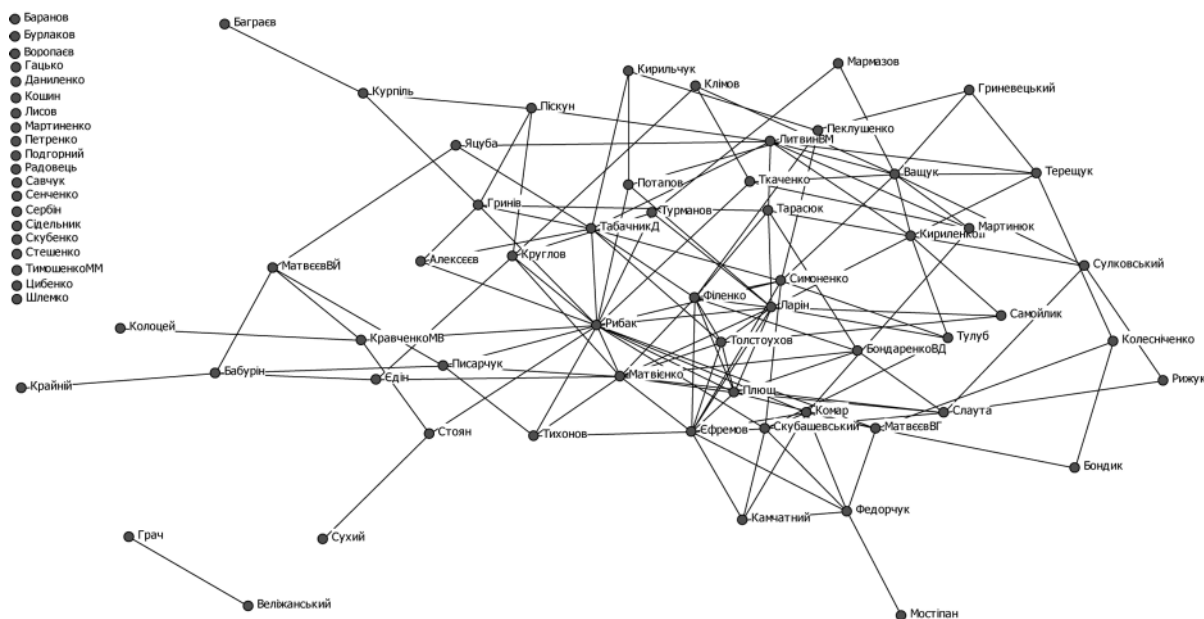 Баранов
Бурлаков
Воропаєв
Гацько
Даниленко
Кошин
Лисов
Мартиненко
Петренко
Подгорний
Радовець
Савчук
Сенченко
Сербін
Сідельник
Скубенко
Стешенко
ТимошенкоММ
Цибенко
Шлемко
Баграєв
Мармазов
Кирильчук
Клімов
Гриневецький
Курпіль
Піскун
Пеклушенко
ЛитвинВМ
Яцуба
Ващук
Терещук
Ткаченко
Потапов
Гринів
Турманов
Тарасюк
ТабачникД
Мартинюк
Кириленко
Круглов
Алексєєв
МатвєєвВЙ
Сулковський
Симоненко
Філенко
Ларін
Самойлик
Рибак
Колоцей
КравченкоМВ
Толстоухов
Тулуб
Колесніченко
БондаренкоВД
Писарчук
Бабурін
Єдін
Матвієнко
Рижук
Крайній
Плющ
Комар
Слаута
Скубашевський
МатвєєвВГ
Стоян
Тихонов
Єфремов
Бондик
Камчатний
Федорчук
Грач
Сухий
Веліжанський
Мостіпан